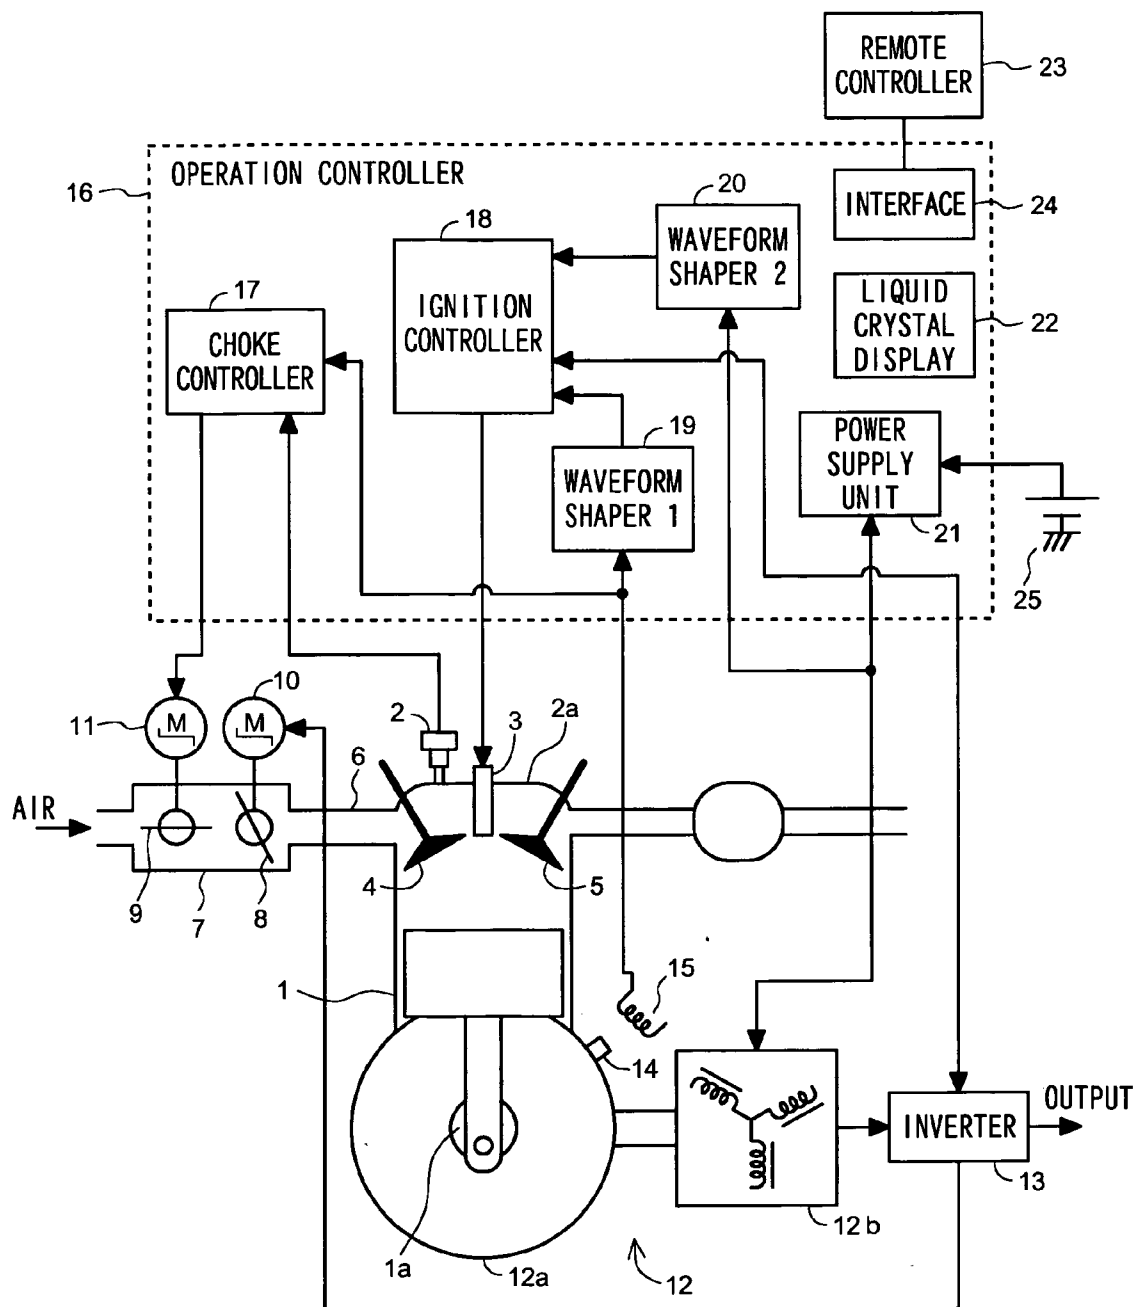 REMOTE
CONTROLLER
23
OPERATION CONTROLLER
16
INTERFACE
24
20
WAVEFORM
SHAPER 2
18
IGNITION
CONTROLLER
LIQUID
CRYSTAL
DISPLAY
22
17
CHOKE
CONTROLLER
19
WAVEFORM
SHAPER 1
POWER
SUPPLY
UNIT
21
25
10
11
M
M
2
3
2a
6
AIR
9
7
8
4
5
1
15
14
OUTPUT
INVERTER
13
12b
1a
12a
12